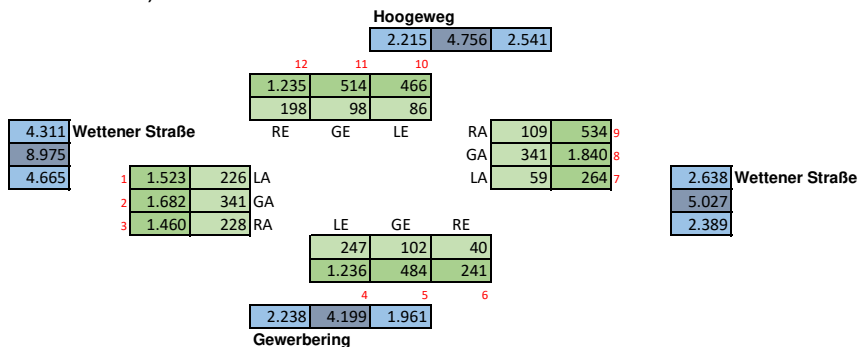 Hoogeweg
2.215 4.756 2.541
12 11 10
1.235 514 466
198 98 86
RE GE LE
4.311 Wettener Straße
8.975
4.665
RA 109 534 9
GA 341 1.840 8
LA 59 264 7
2.638 Wettener Straße
5.027
2.389
1 1.523 226 LA
2 1.682 341 GA
3 1.460 228 RA
LE GE RE
247 102 40
1.236 484 241
4 5 6
2.238 4.199 1.961
Gewerbering